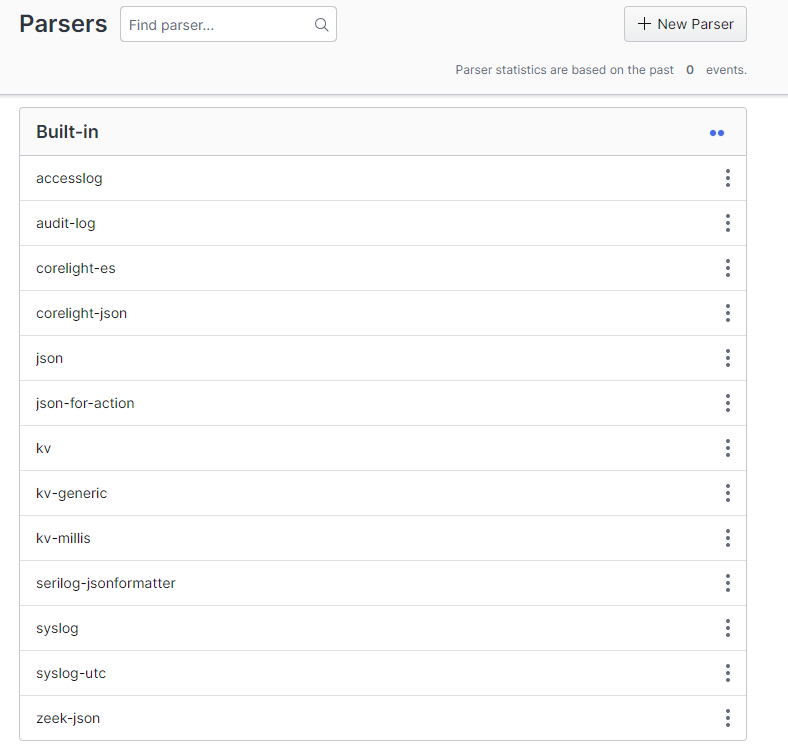 Parsers
Find parser...
New Parser
Parser statistics are based on the past 0 events.
Built-in
accesslog
audit-log
corelight-es
corelight-json
json
json-for-action
kv
kv-generic
kv-millis
serilog-jsonformatter
syslog
syslog-utc
zeek-json